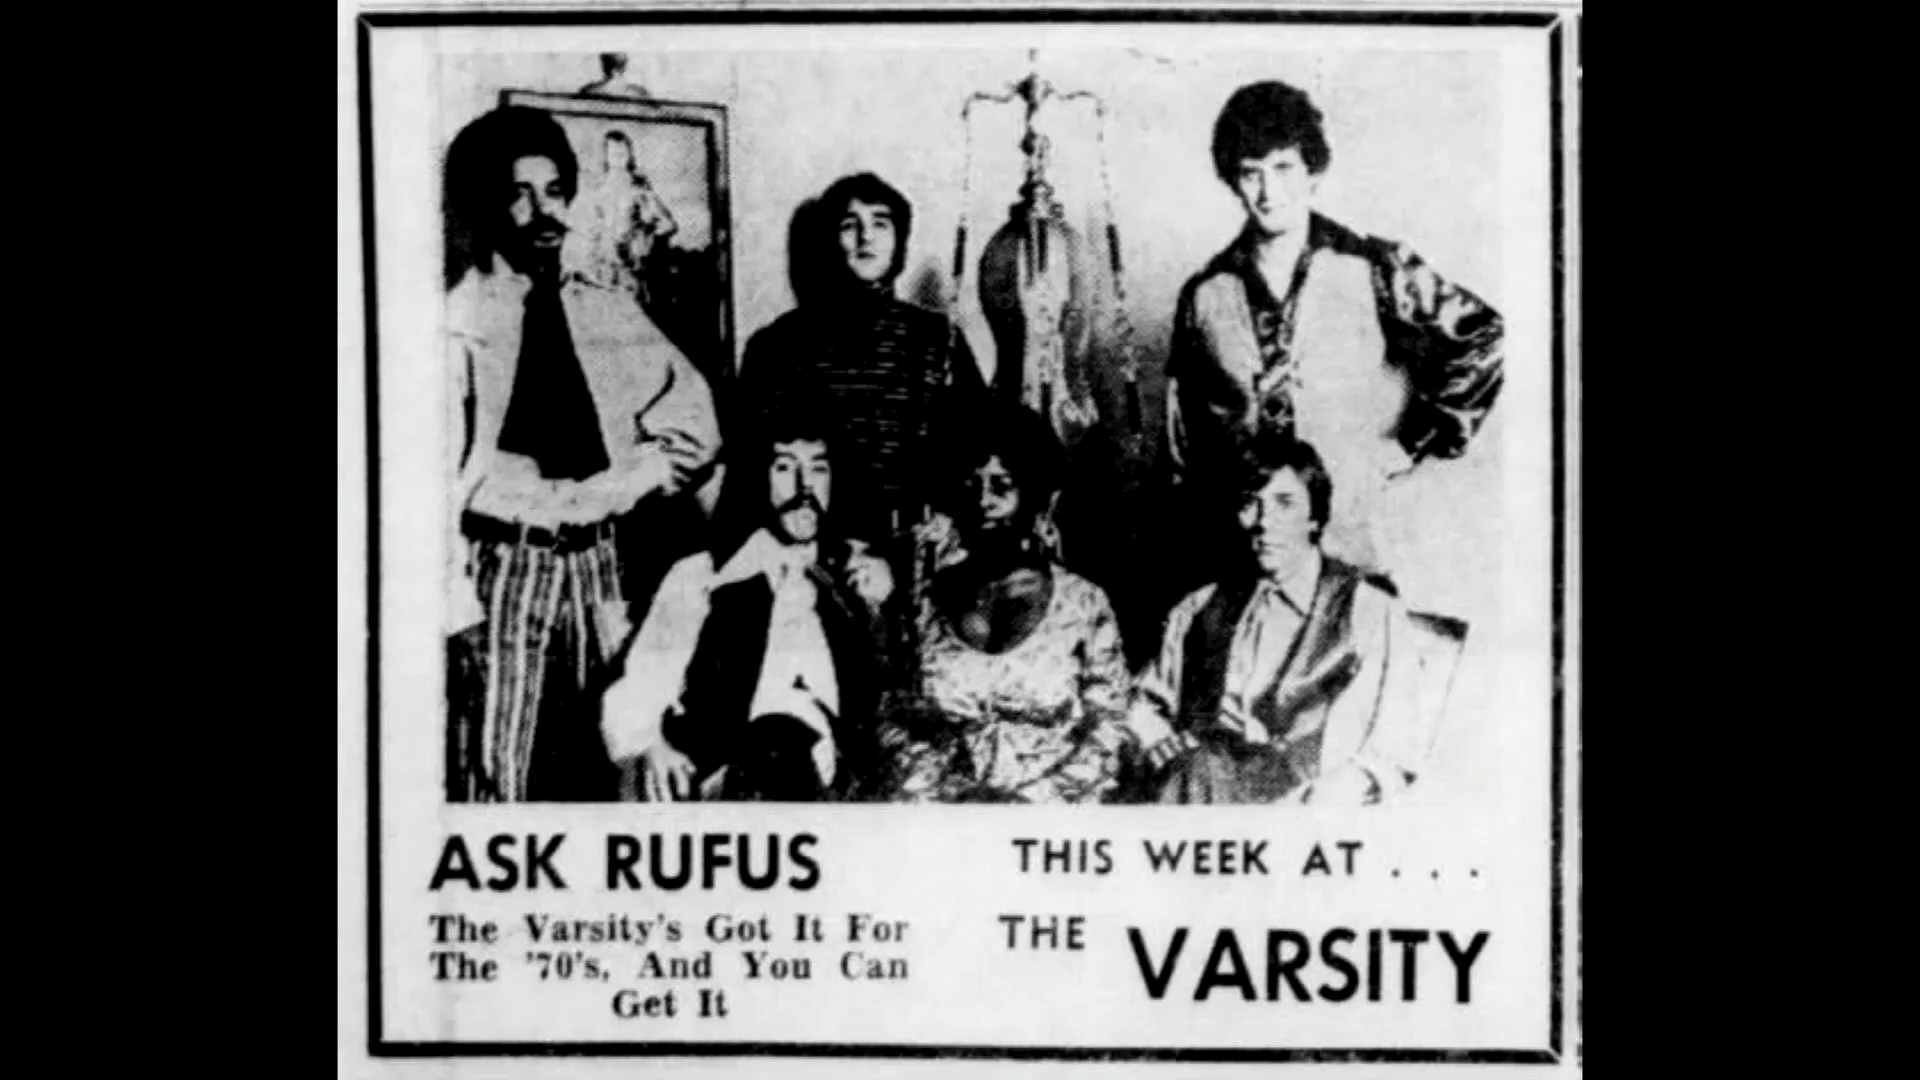 ASK RUFUS
The Varsity's Got It For
The '70's, And You Can
Get It
THIS WEEK AT . . .
THE VARSITY